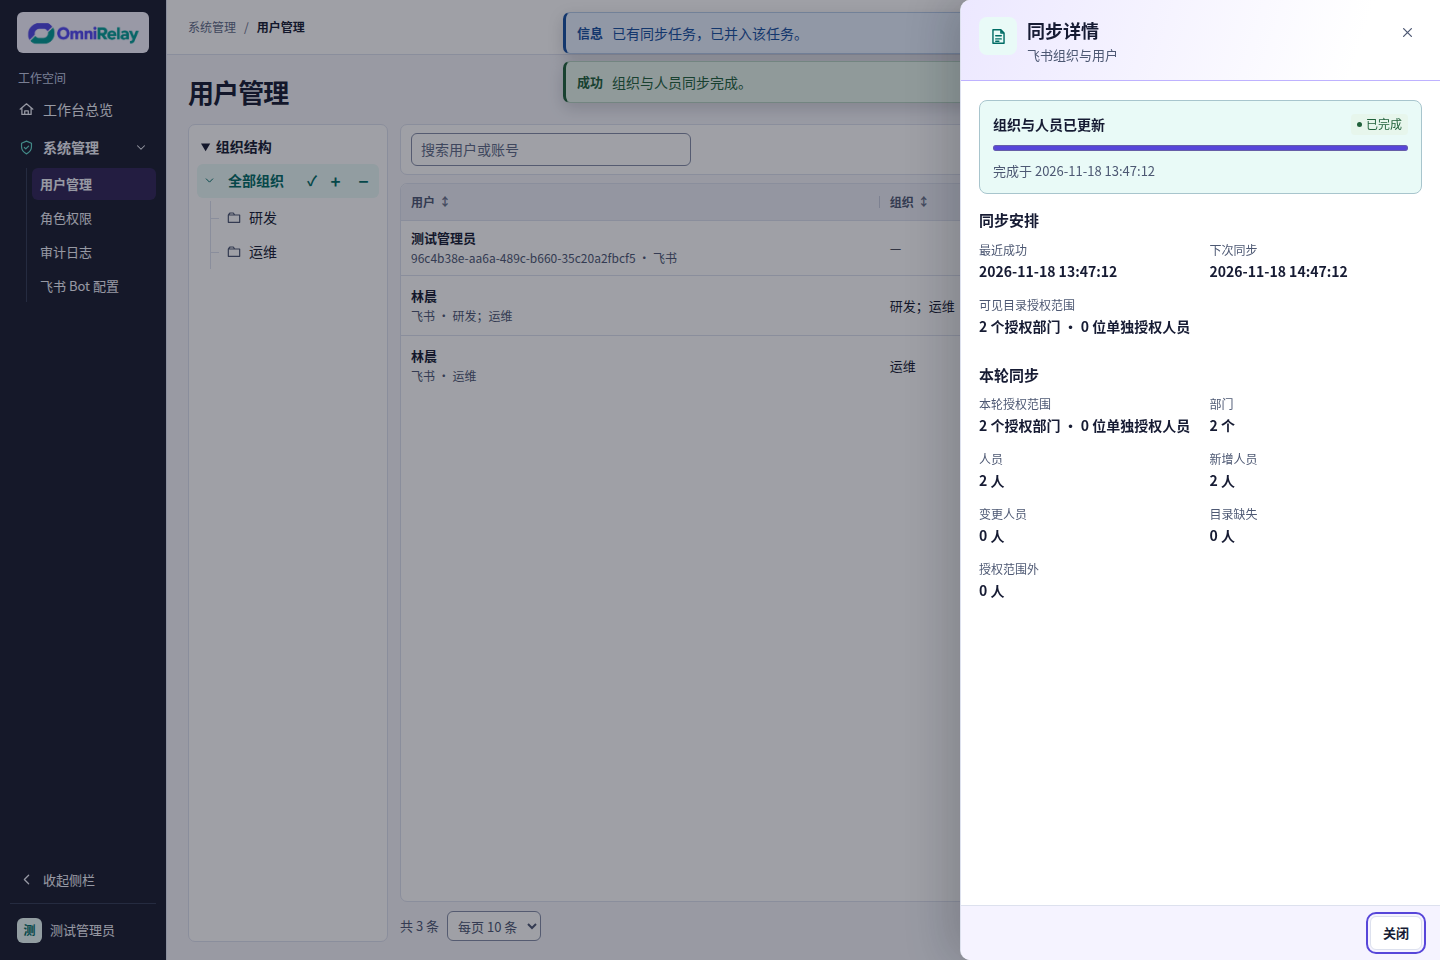 OmniRelay
工作空间
工作台总览
系统管理
用户管理
角色权限
审计日志
飞书 Bot 配置
收起侧栏
测 测试管理员
系统管理 / 用户管理
信息 已有同步任务，已并入该任务。
成功 组织与人员同步完成。
用户管理
组织结构
全部组织
研发
运维
搜索用户或账号
用户 组织
测试管理员
96c4b38e-aa6a-489c-b660-35c20a2fbcf5 · 飞书
—
林晨
飞书 · 研发；运维
研发；运维
林晨
飞书 · 运维
运维
共 3 条 每页 10 条
同步详情
飞书组织与用户
组织与人员已更新
已完成
完成于 2026-11-18 13:47:12
同步安排
最近成功 下次同步
2026-11-18 13:47:12 2026-11-18 14:47:12
可见目录授权范围
2 个授权部门 · 0 位单独授权人员
本轮同步
本轮授权范围 部门
2 个授权部门 · 0 位单独授权人员 2 个
人员 新增人员
2 人 2 人
变更人员 目录缺失
0 人 0 人
授权范围外
0 人
关闭